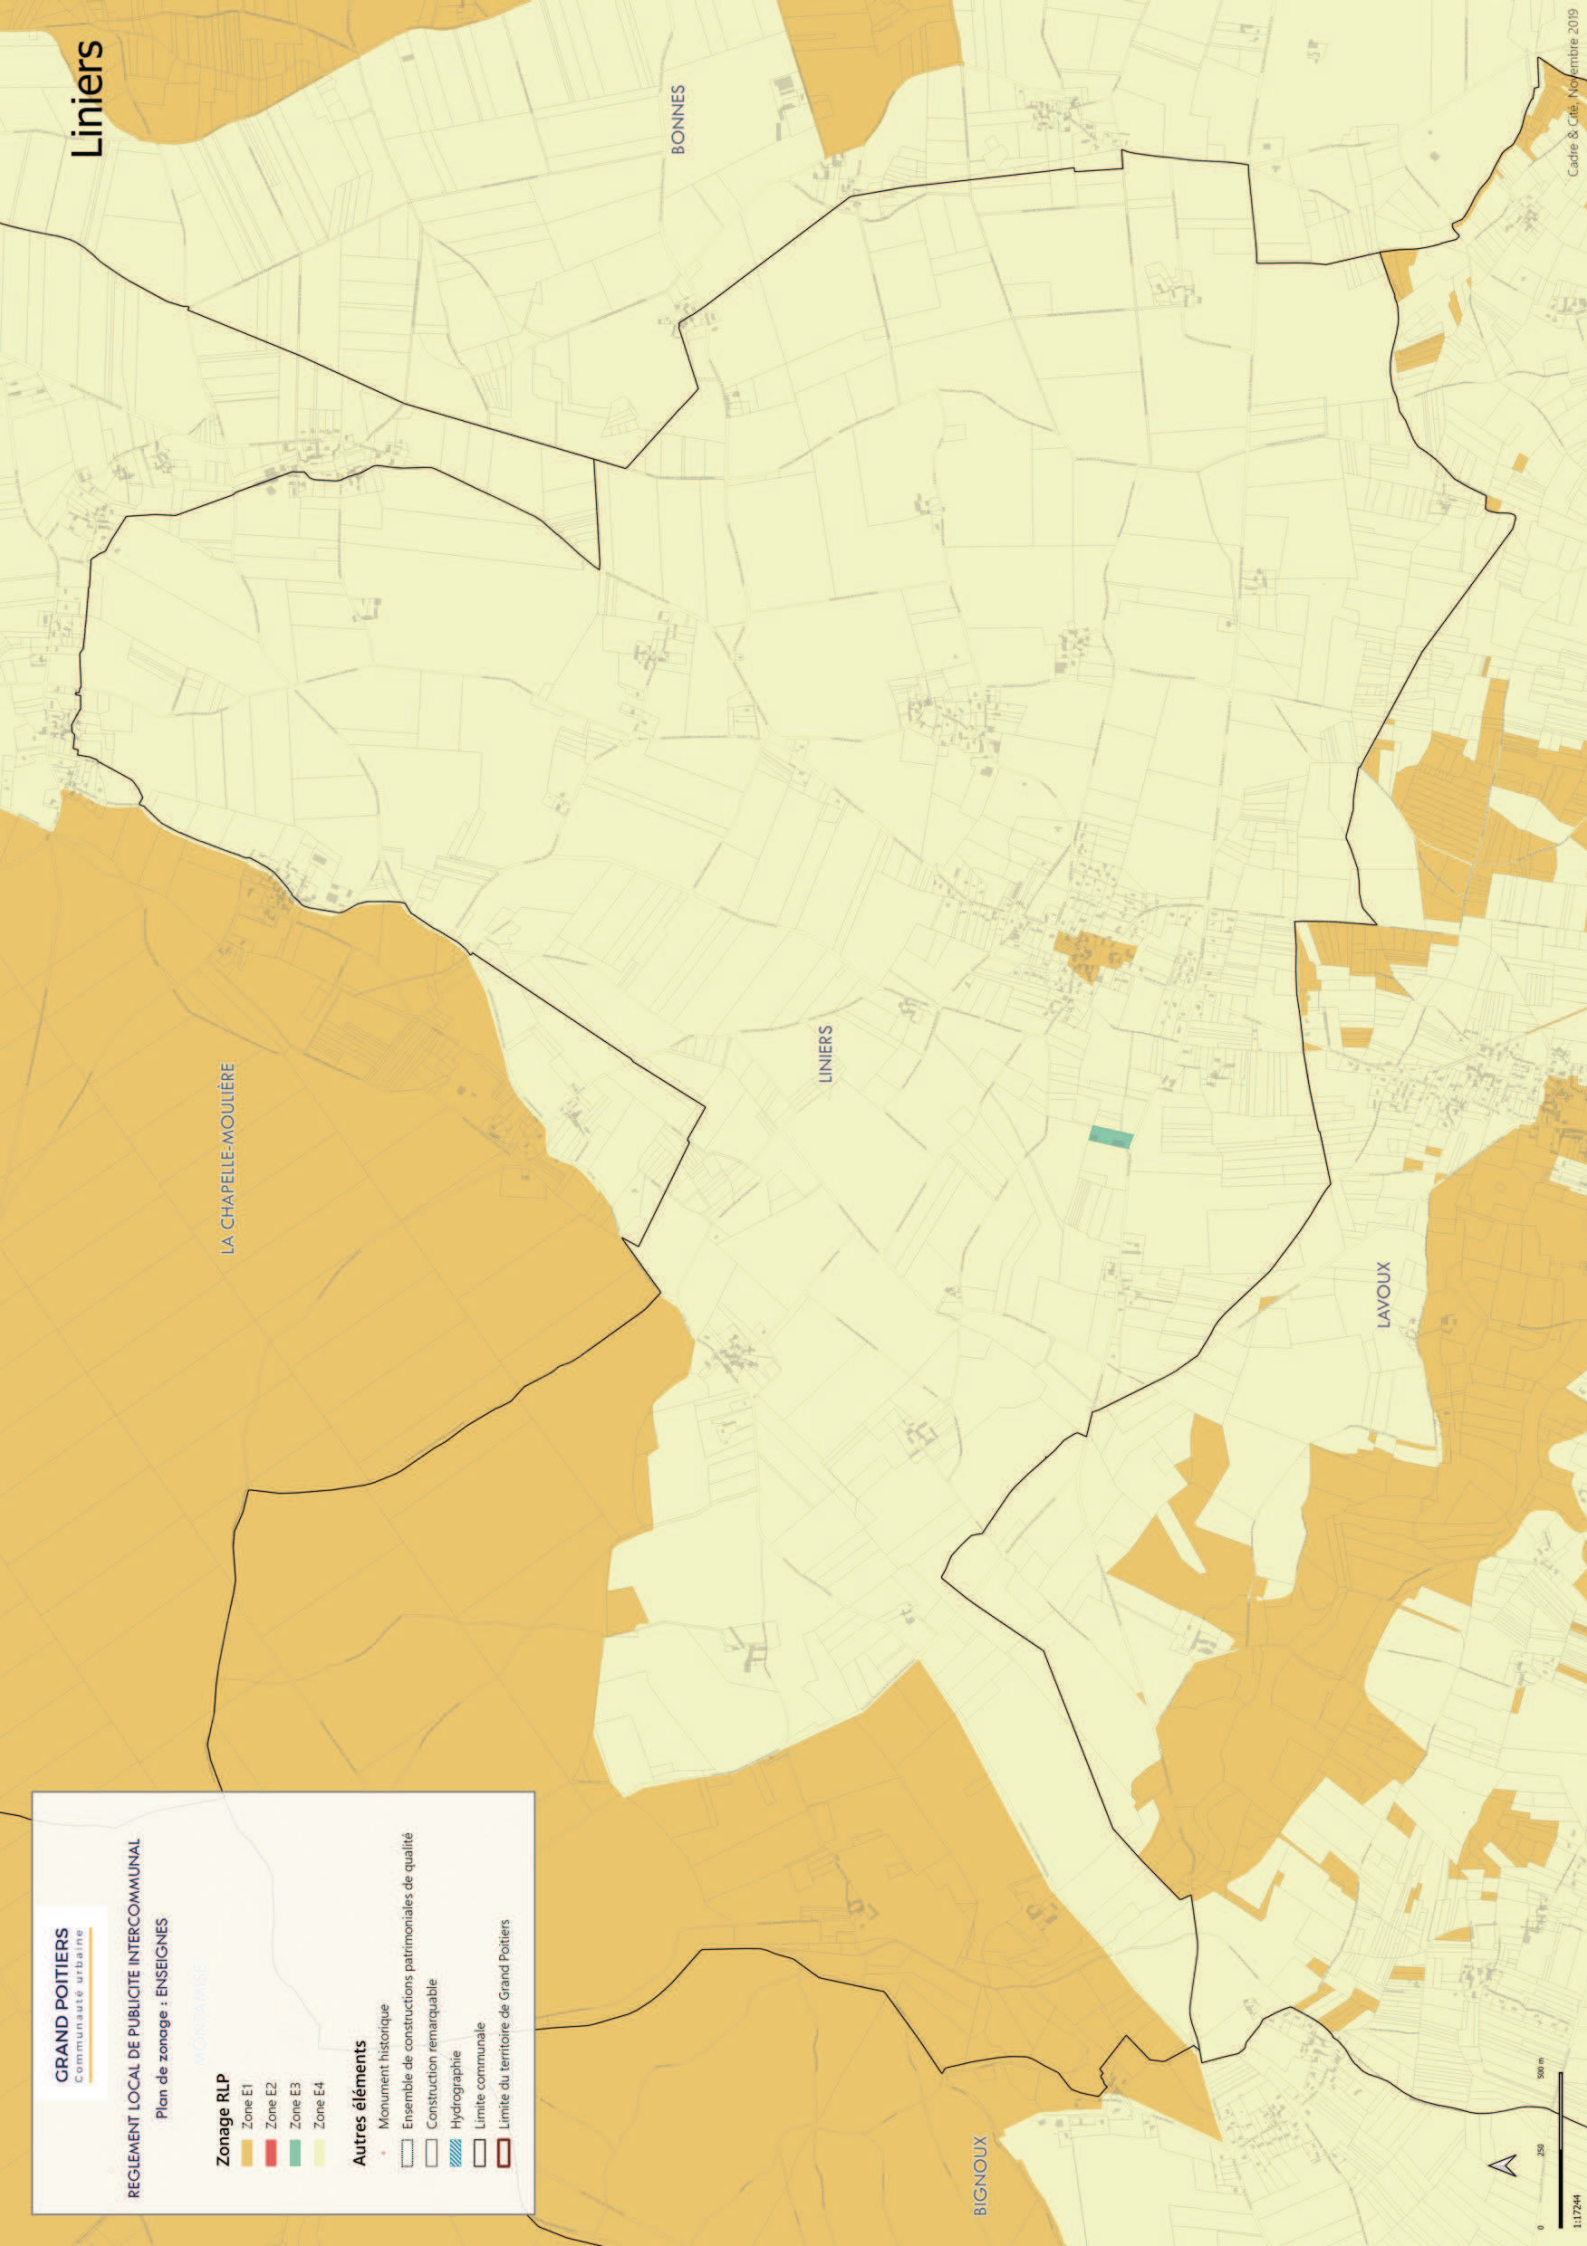 Liniers
GRAND POITIERS
Communauté urbaine
REGLEMENT LOCAL DE PUBLICITE INTERCOMMUNAL
Plan de zonage : ENSEIGNES
Zonage RLP
Zone E1
Zone E2
Zone E3
Zone E4
Autres éléments
Monument historique
Ensemble de constructions patrimoniales de qualité
Construction remarquable
Hydrographie
Limite communale
Limite du territoire de Grand Poitiers
LA CHAPELLE-MOULIÈRE
BONNES
LINIERS
BIGNOUX
LAVOUX
0 250 500 m
1:17244
Cadre & Cité, Novembre 2019